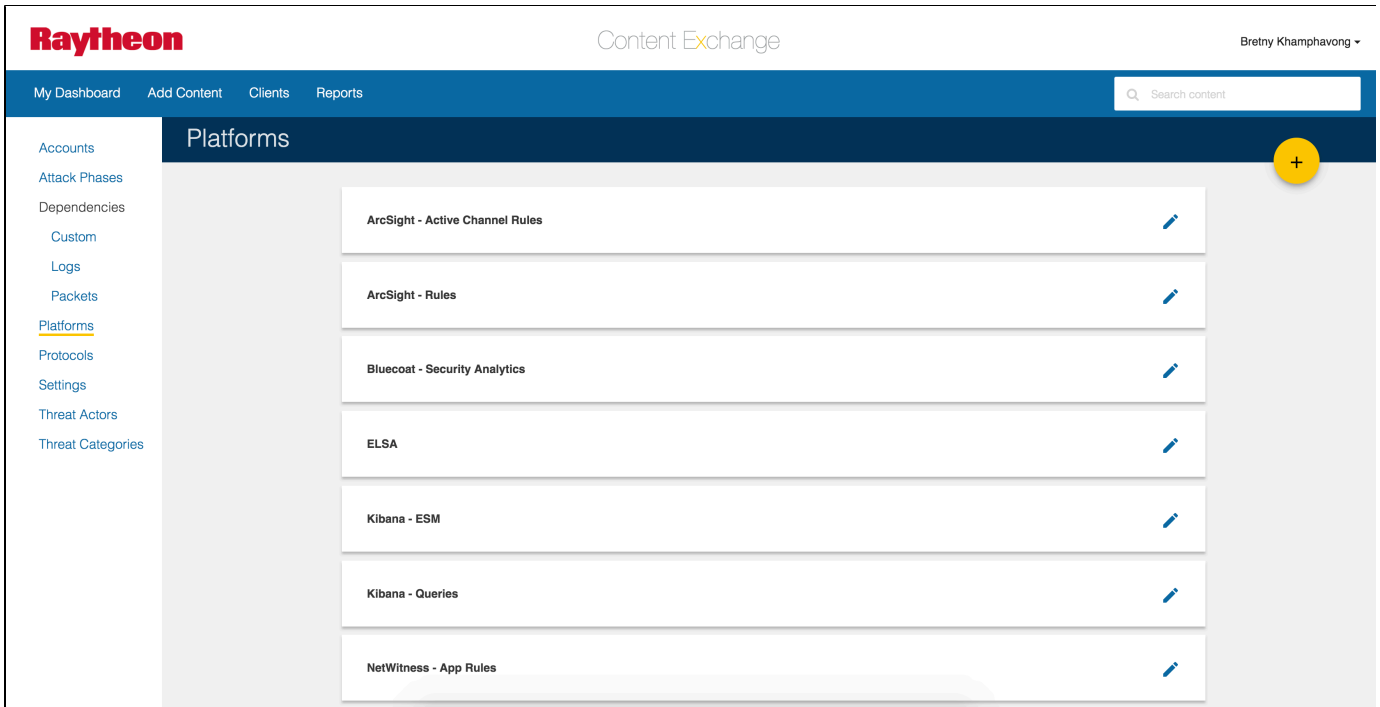 Raytheon
Content Exchange
Bretny Khamphavong
My Dashboard Add Content Clients Reports
Search content
Platforms
Accounts
Attack Phases
Dependencies
Custom
Logs
Packets
Platforms
Protocols
Settings
Threat Actors
Threat Categories
+
ArcSight - Active Channel Rules
ArcSight - Rules
Bluecoat - Security Analytics
ELSA
Kibana - ESM
Kibana - Queries
NetWitness - App Rules